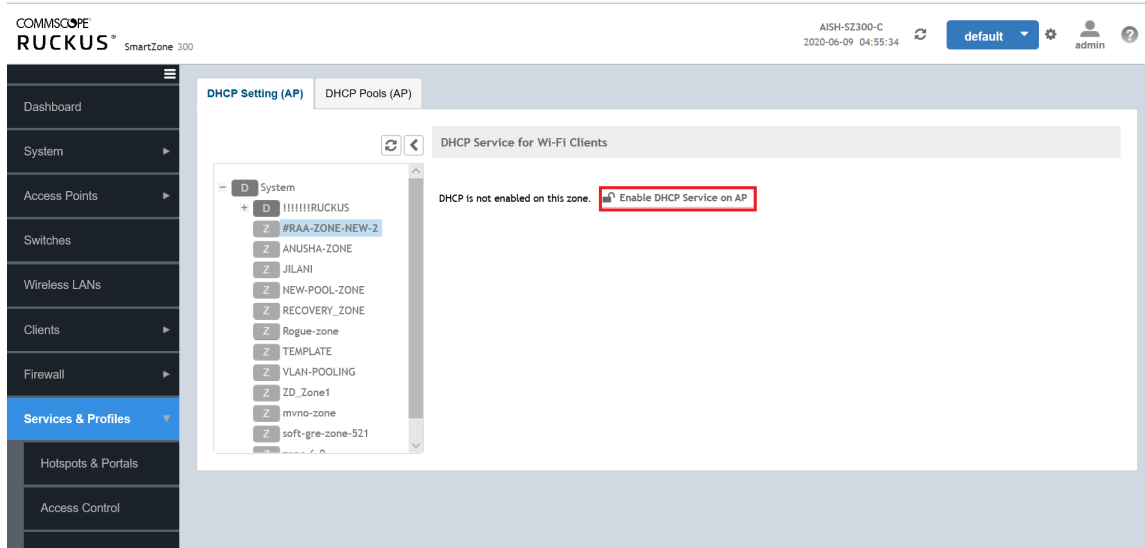 COMMSCOPE
RUCKUS® SmartZone 300
AISH-SZ300-C
2020-06-09 04:55:34
default
admin
Dashboard
System
Access Points
Switches
Wireless LANs
Clients
Firewall
Services & Profiles
Hotspots & Portals
Access Control
DHCP Setting (AP)
DHCP Pools (AP)
DHCP Service for Wi-Fi Clients
DHCP is not enabled on this zone. Enable DHCP Service on AP
D System
D !!!!!!!RUCKUS
Z #RAA-ZONE-NEW-2
Z ANUSHA-ZONE
Z JILANI
Z NEW-POOL-ZONE
Z RECOVERY_ZONE
Z Rogue-zone
Z TEMPLATE
Z VLAN-POOLING
Z ZD_Zone1
Z mvno-zone
Z soft-gre-zone-521